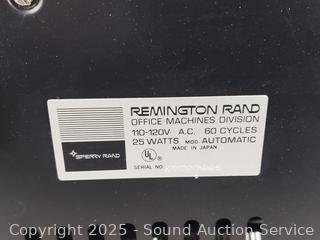 REMINGTON RAND
OFFICE MACHINES DIVISION
110-120V A.C. 60 CYCLES
25 WATTS MOD AUTOMATIC
MADE IN JAPAN
SPERRY RAND
UL
SERIAL NO.
Copyright 2025 - Sound Auction Service